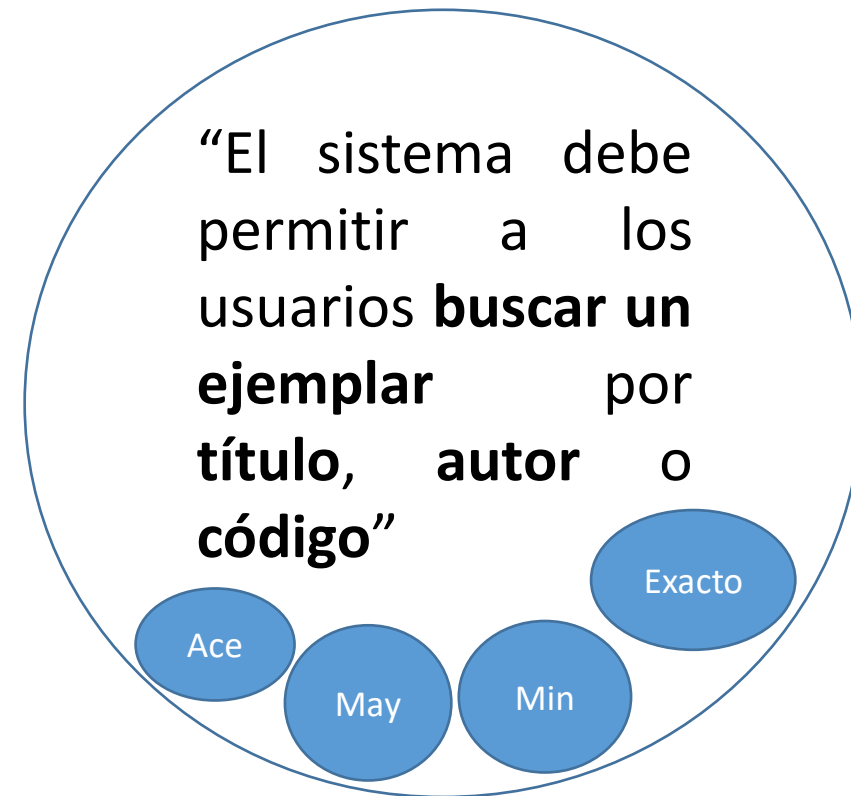 “El sistema debe
permitir a los
usuarios buscar un
ejemplar por
título, autor o
código”
Exacto
Ace
May
Min